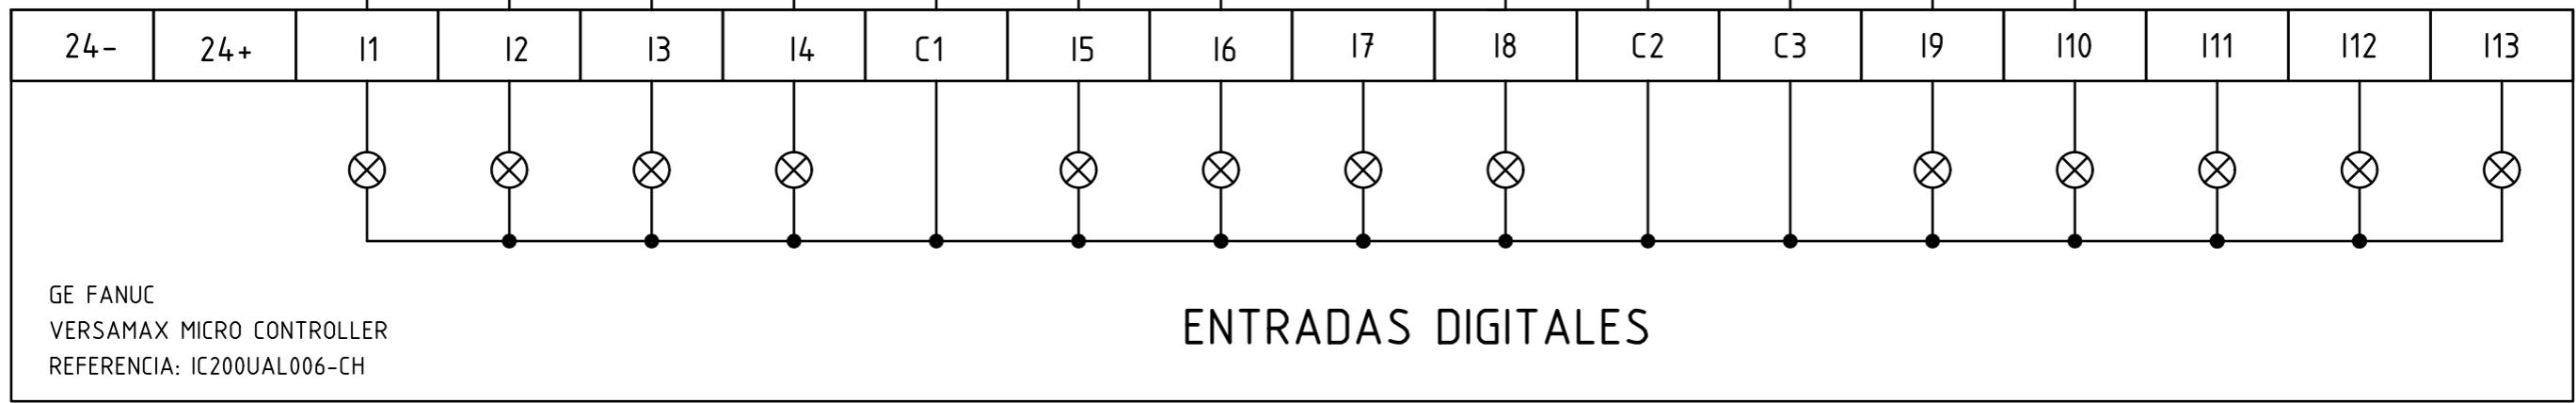 24- 24+ I1 I2 I3 I4 C1 I5 I6 I7 I8 C2 C3 I9 I10 I11 I12 I13
GE FANUC
VERSAMAX MICRO CONTROLLER
REFERENCIA: IC200UAL006-CH
ENTRADAS DIGITALES